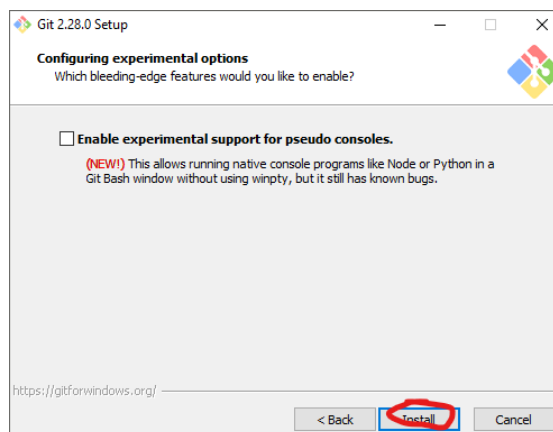 Git 2.28.0 Setup
Configuring experimental options
Which bleeding-edge features would you like to enable?
Enable experimental support for pseudo consoles.
(NEW!) This allows running native console programs like Node or Python in a
Git Bash window without using winpty, but it still has known bugs.
https://gitforwindows.org/
< Back Install Cancel